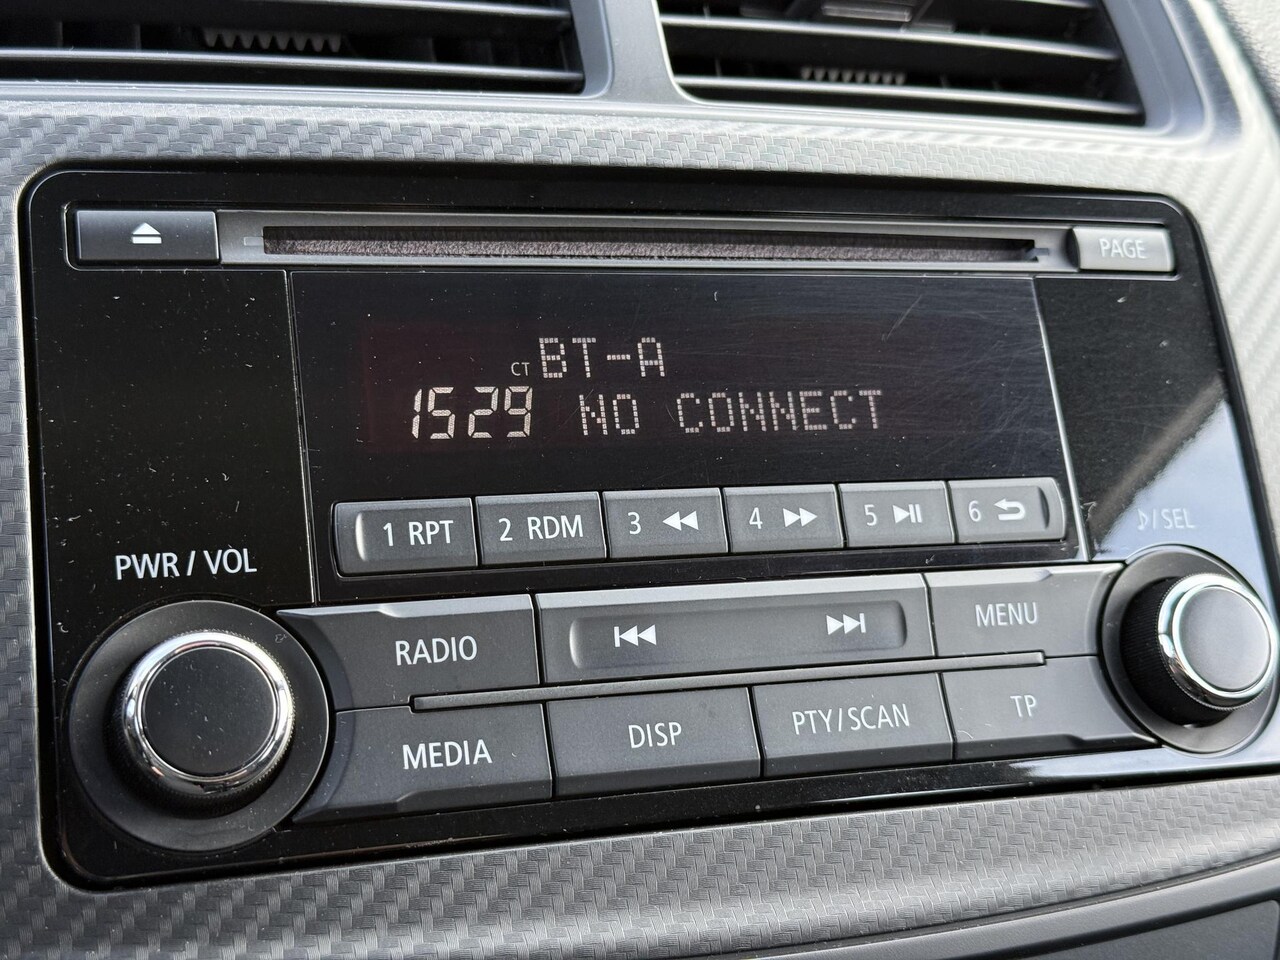 PAGE
CT BT-A
1529 NO CONNECT
1 RPT 2 RDM 3 4 5 6
PWR / VOL
/SEL
RADIO
MENU
MEDIA DISP PTY/SCAN TP